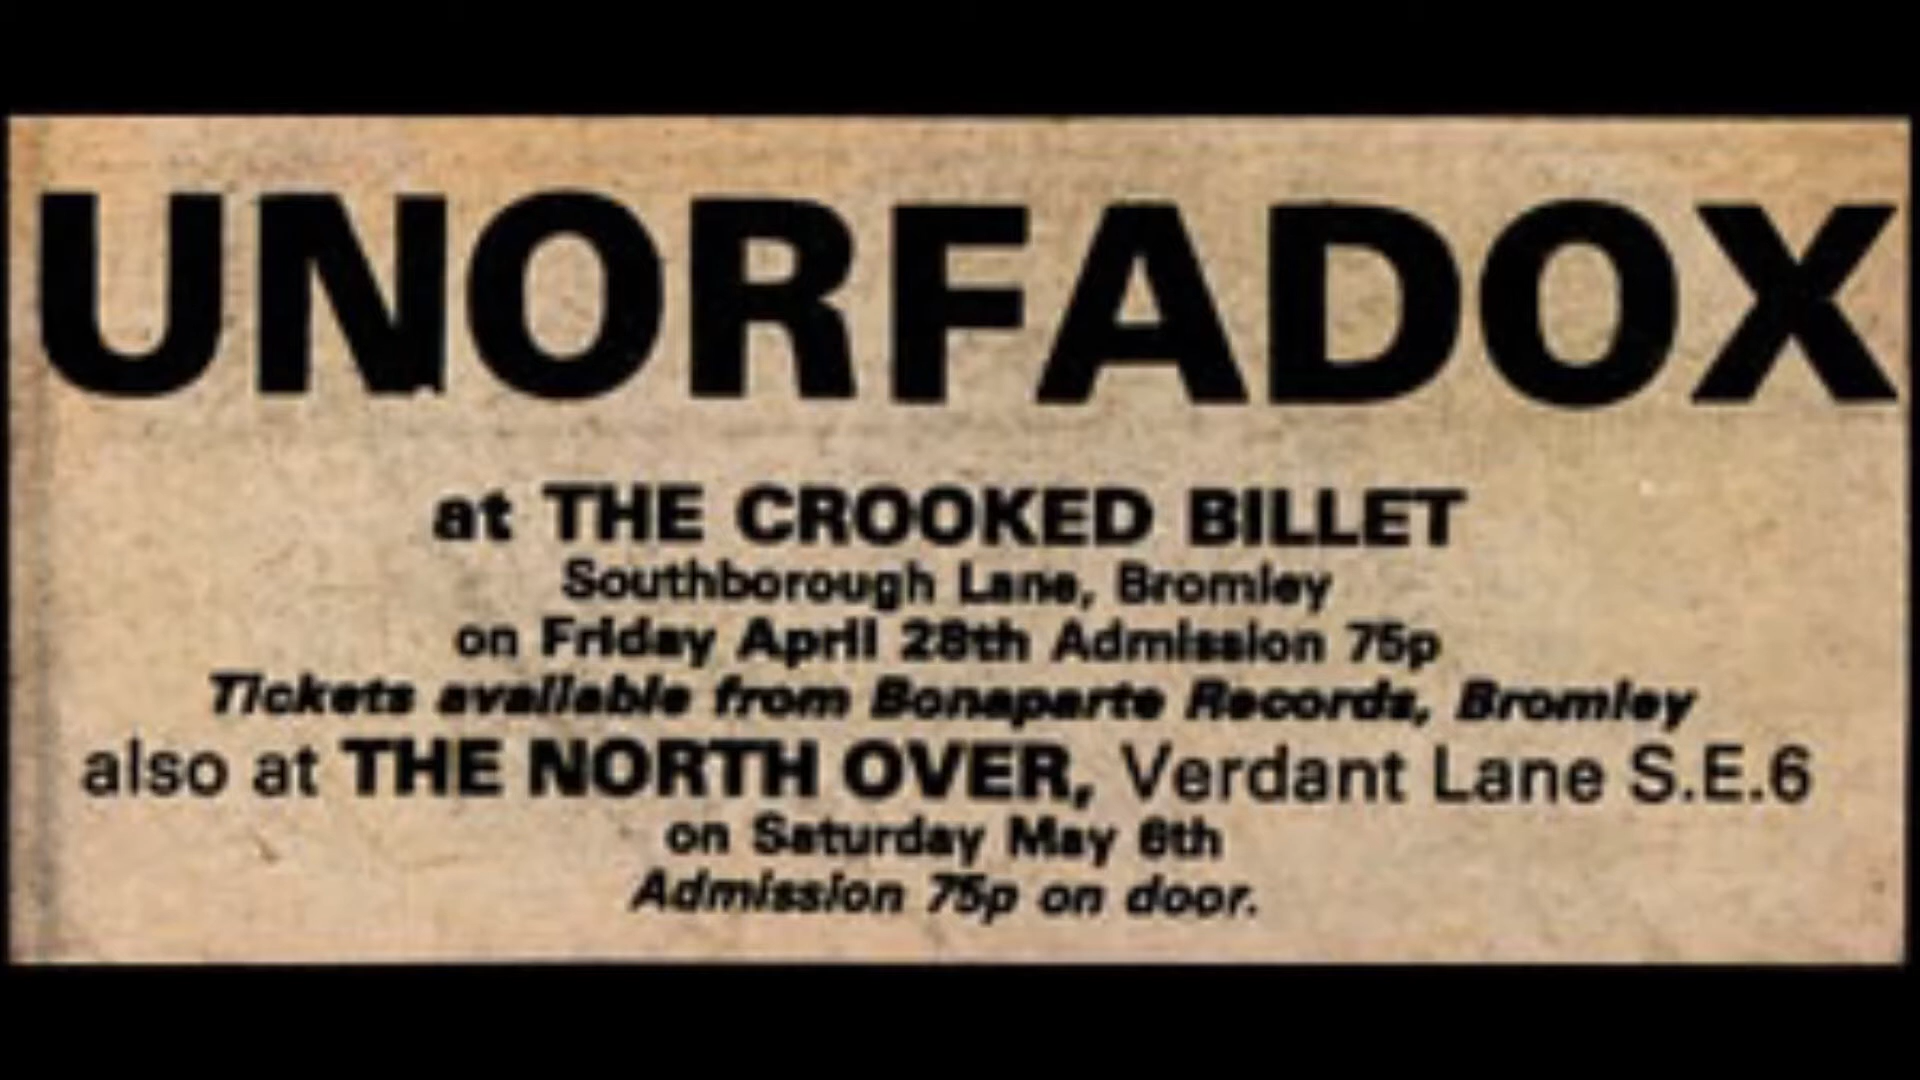 UNORFADOX
at THE CROOKED BILLET
Southborough Lane, Bromley
on Friday April 28th Admission 75p
Tickets available from Bonaparte Records, Bromley
also at THE NORTH OVER, Verdant Lane S.E.6
on Saturday May 6th
Admission 75p on door.